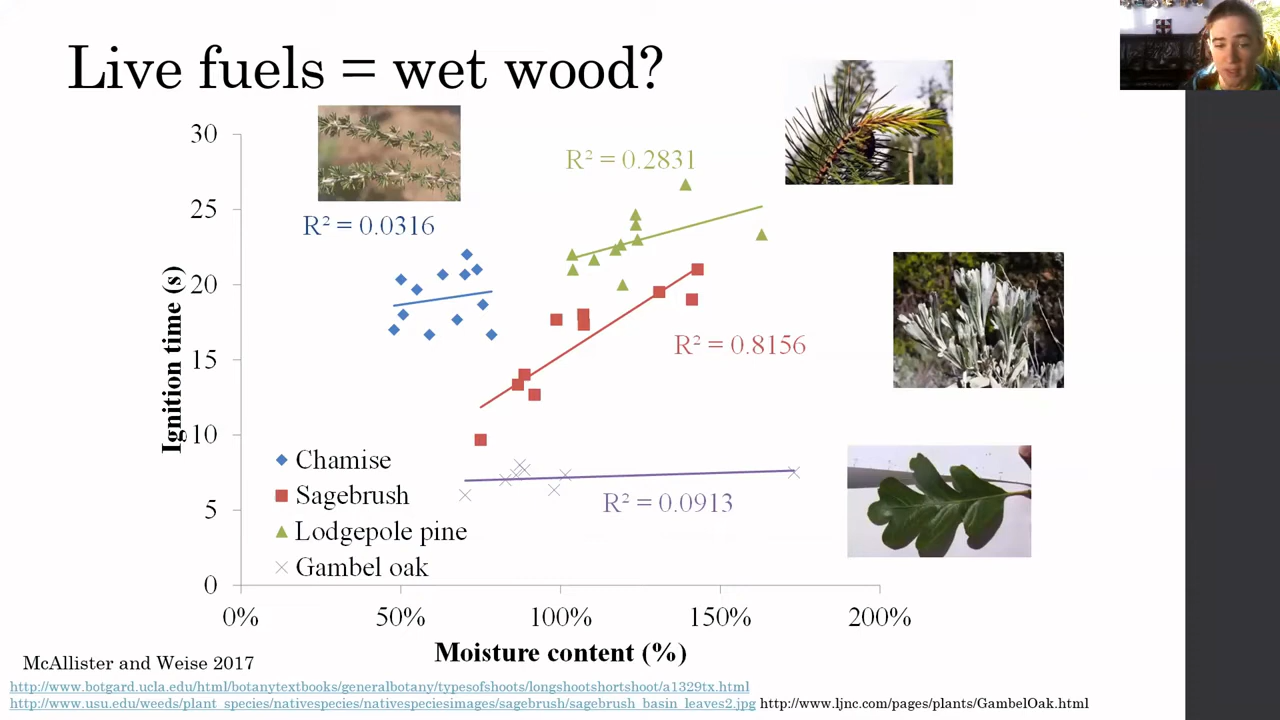 Live fuels = wet wood?
30
R² = 0.2831
25
R² = 0.0316
20
R² = 0.8156
15
10
Chamise
Sagebrush
R² = 0.0913
5
Lodgepole pine
Gambel oak
0
Ignition time (s)
0% 50% 100% 150% 200%
Moisture content (%)
McAllister and Weise 2017
http://www.botgard.ucla.edu/html/botanytextbooks/generalbotany/typesofshoots/longshootshortshoot/a1329tx.html
http://www.usu.edu/weeds/plant_species/nativespecies/nativespeciesimages/sagebrush/sagebrush_basin_leaves2.jpg http://www.ljnc.com/pages/plants/GambelOak.html